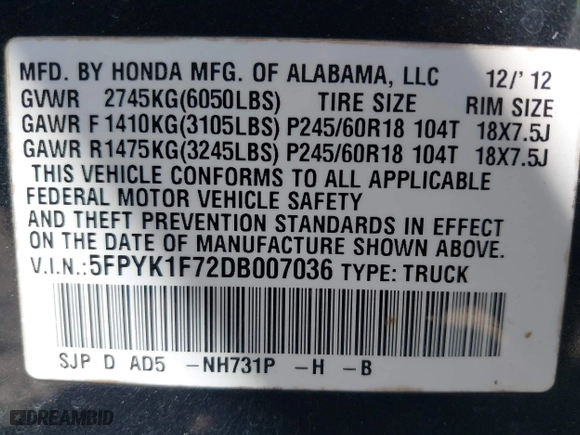 MFD. BY HONDA MFG. OF ALABAMA, LLC 12/'12
GVWR 2745KG(6050LBS) TIRE SIZE RIM SIZE
GAWR F 1410KG(3105LBS) P245/60R18 104T 18X7.5J
GAWR R1475KG(3245LBS) P245/60R18 104T 18X7.5J
THIS VEHICLE CONFORMS TO ALL APPLICABLE
FEDERAL MOTOR VEHICLE SAFETY
AND THEFT PREVENTION STANDARDS IN EFFECT
ON THE DATE OF MANUFACTURE SHOWN ABOVE.
V.I.N.:5FPYK1F72DB007036 TYPE: TRUCK
SJP D AD5 -NH731P -H -B
DREAMBID